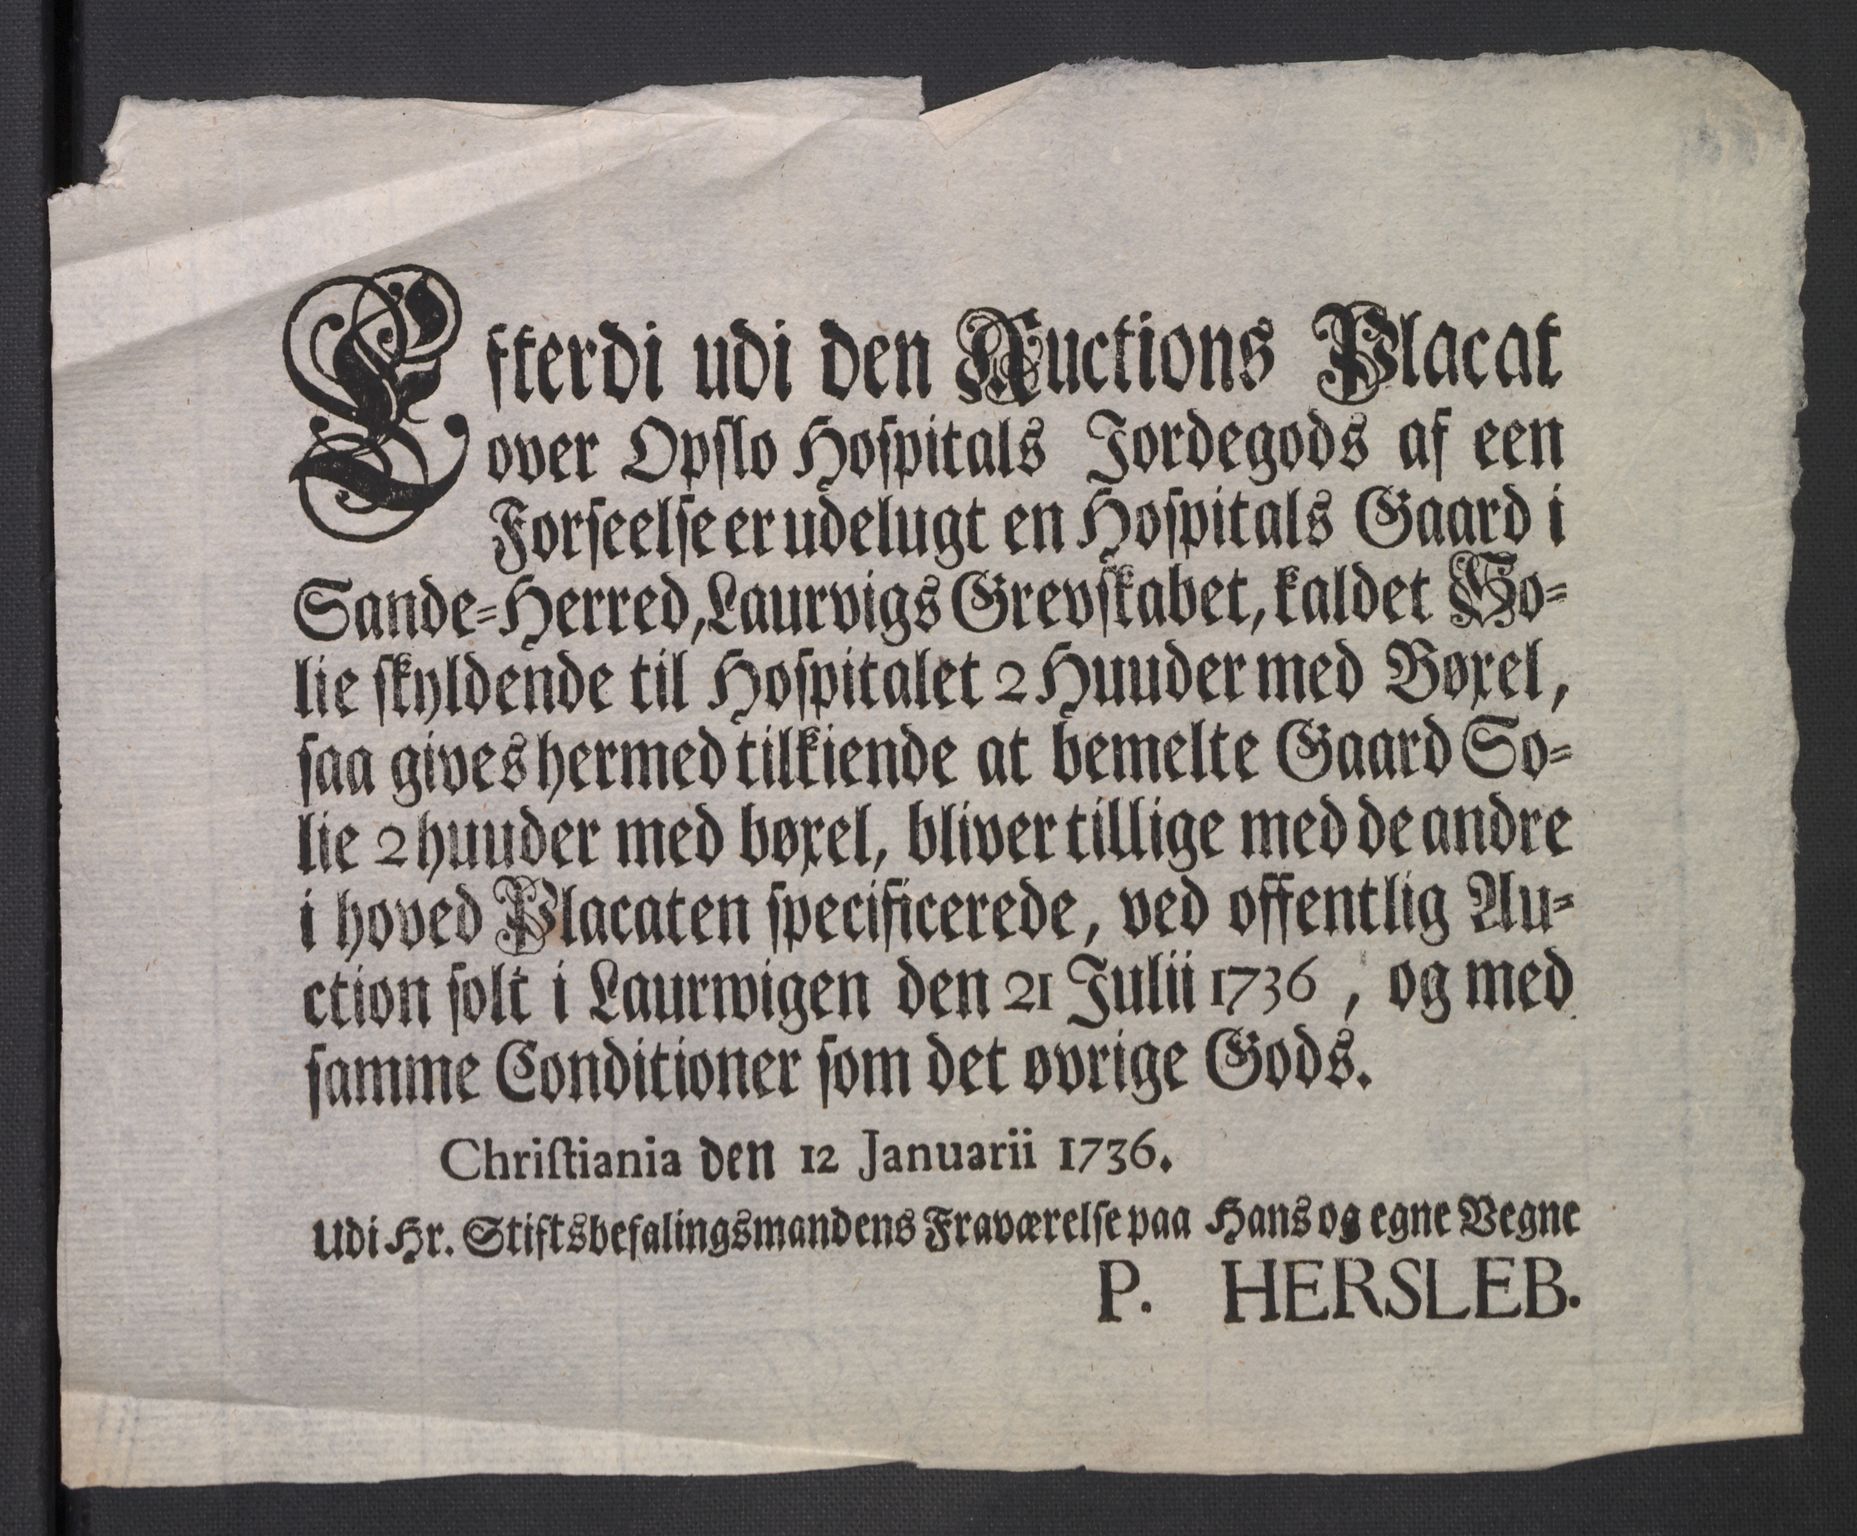 Efterdi udi den Auctions Placat
over Opslo Hospitals Jordegods af een
Forseelse er udelugt en Hospitals Gaard i
Sande-Herred, Laurvigs Grevskabet, kaldet So-
lie skyldende til Hospitalet 2 Huuder med Bøxel,
saa gives hermed tilkiende at bemelte Gaard So-
lie 2 huuder med bøxel, bliver tillige med de andre
i hoved Placaten specificerede, ved offentlig Au-
ction solt i Laurwigen den 21 Julii 1736, og med
samme Conditioner som det øvrige Gods.
Christiania den 12 Januarii 1736.
Udi Hr. Stiftsbefalingsmandens Fraværelse paa Hans og egne Vegne
P. HERSLEB.